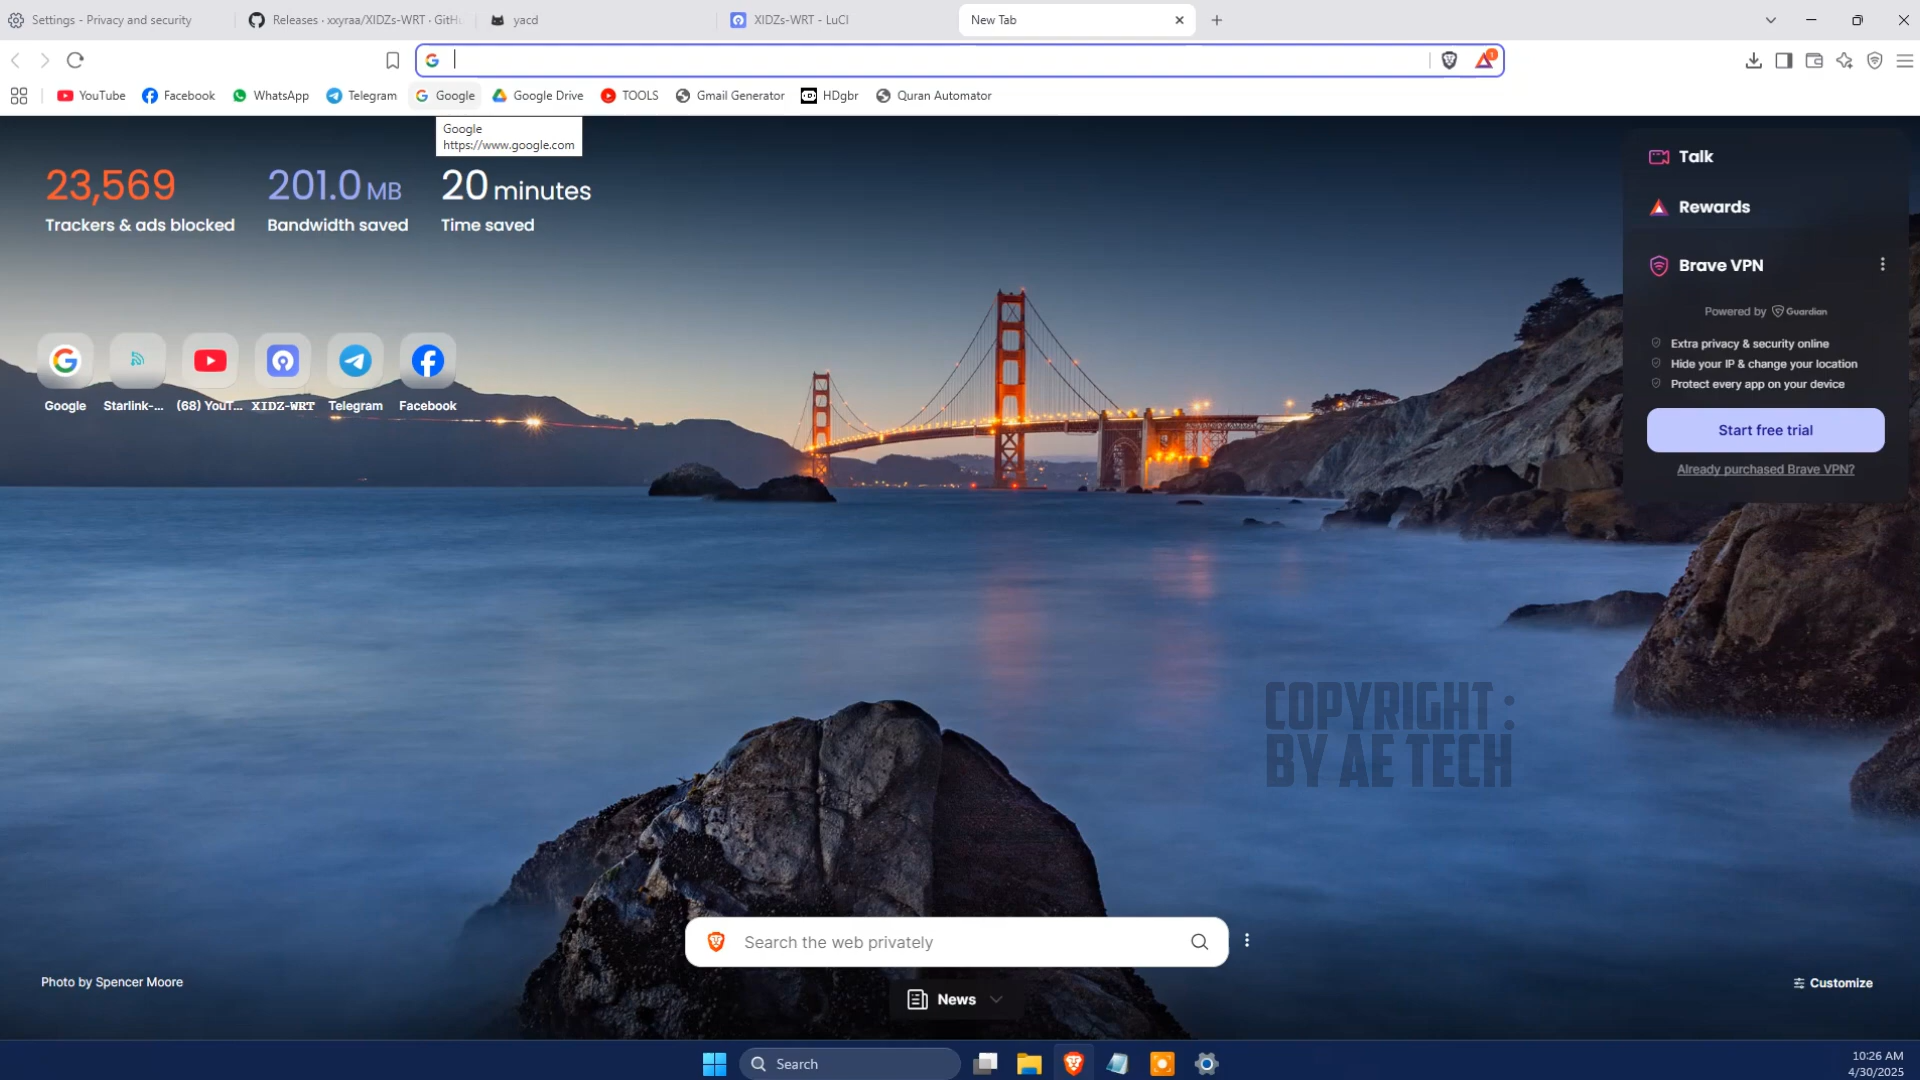 Settings - Privacy and security
Releases · xxyraa/XIDZs-WRT · GitHu
yacd
XIDZs-WRT - LuCI
New Tab
YouTube
Facebook
WhatsApp
Telegram
Google
Google Drive
TOOLS
Gmail Generator
HDgbr
Quran Automator
Google
https://www.google.com
23,569
Trackers & ads blocked
201.0 MB
Bandwidth saved
20 minutes
Time saved
Talk
Rewards
Brave VPN
Powered by Guardian
Extra privacy & security online
Hide your IP & change your location
Protect every app on your device
Start free trial
Already purchased Brave VPN?
Google
Starlink-...
(68) YouT...
XIDZ-WRT
Telegram
Facebook
COPYRIGHT :
BY AE TECH
Search the web privately
Photo by Spencer Moore
Customize
News
Search
10:26 AM
4/30/2025